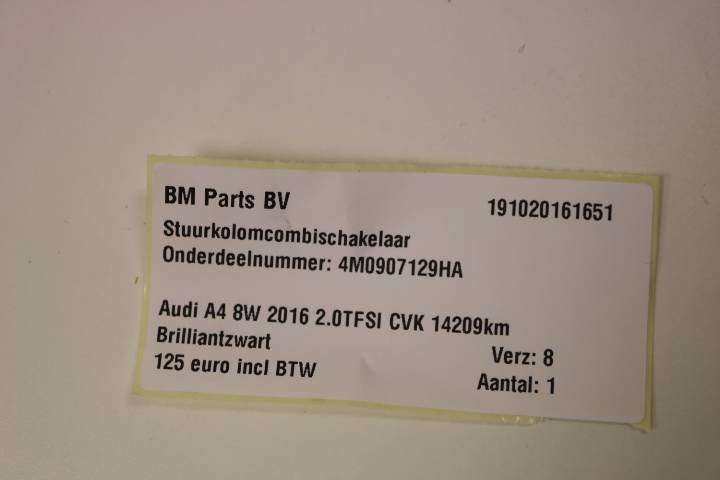 BM Parts BV 191020161651
Stuurkolomcombischakelaar
Onderdeelnummer: 4M0907129HA
Audi A4 8W 2016 2.0TFSI CVK 14209km
Brilliantzwart Verz: 8
125 euro incl BTW Aantal: 1